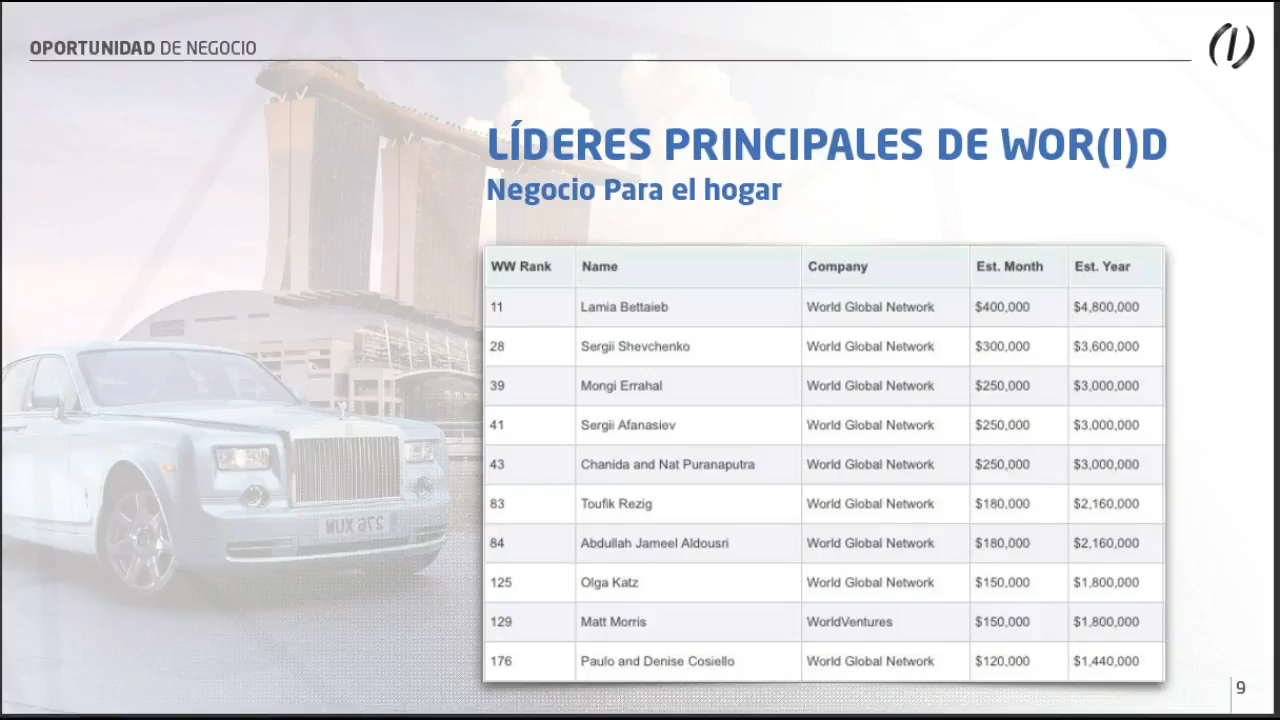 OPORTUNIDAD DE NEGOCIO
(I)
LÍDERES PRINCIPALES DE WOR(I)D
Negocio Para el hogar
WW Rank Name Company Est. Month Est. Year
11 Lamia Bettaieb World Global Network $400,000 $4,800,000
28 Sergii Shevchenko World Global Network $300,000 $3,600,000
39 Mongi Errahal World Global Network $250,000 $3,000,000
41 Sergii Afanasiev World Global Network $250,000 $3,000,000
43 Chanida and Nat Puranaputra World Global Network $250,000 $3,000,000
83 Toufik Rezig World Global Network $180,000 $2,160,000
84 Abdullah Jameel Aldousri World Global Network $180,000 $2,160,000
125 Olga Katz World Global Network $150,000 $1,800,000
129 Matt Morris WorldVentures $150,000 $1,800,000
176 Paulo and Denise Cosiello World Global Network $120,000 $1,440,000
9